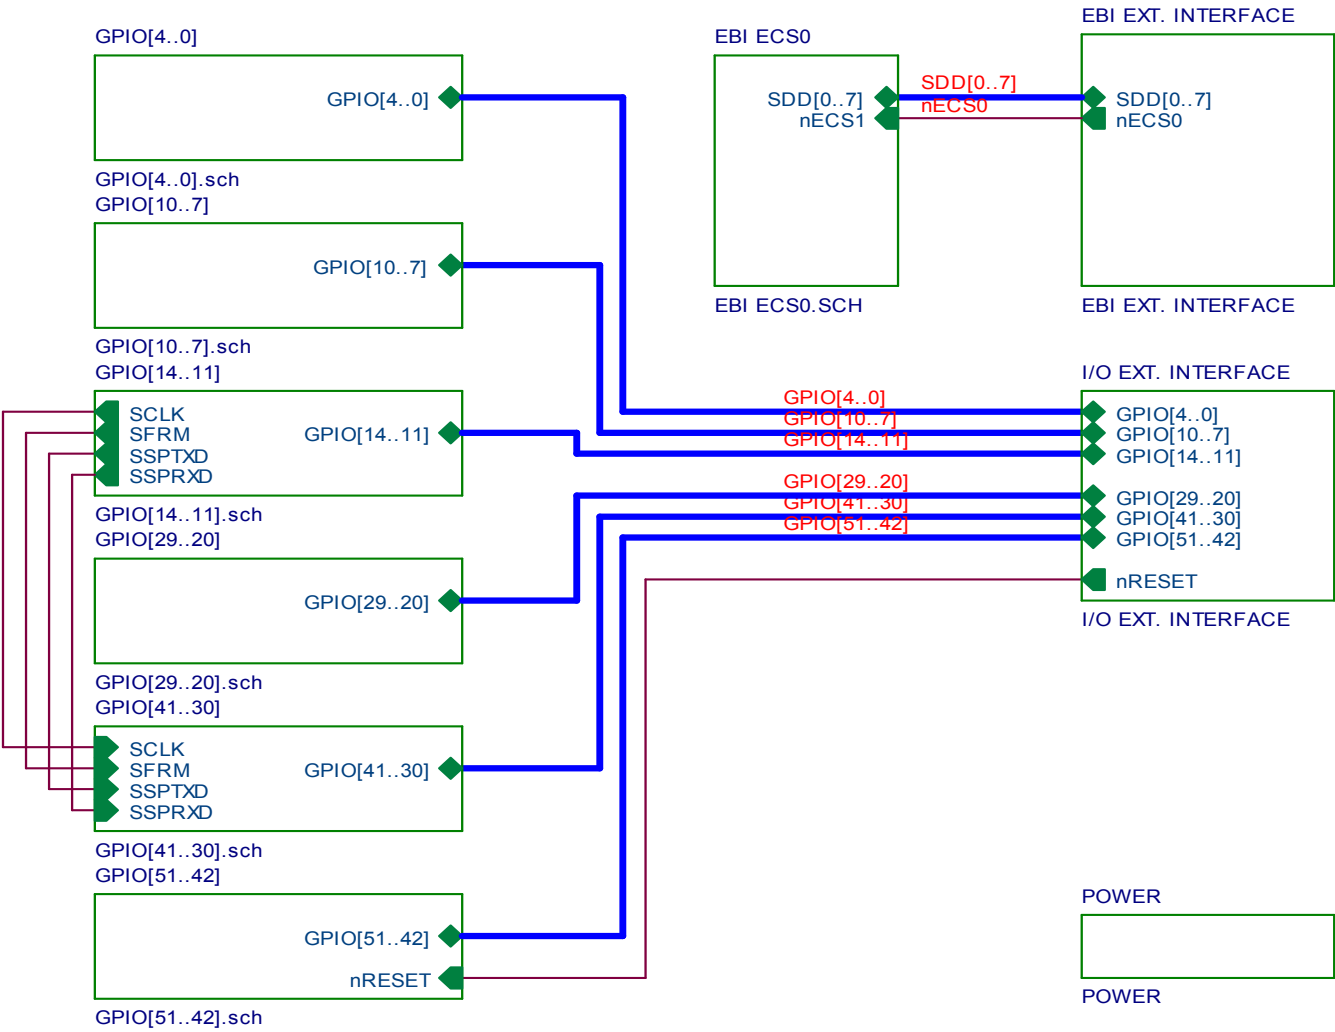 GPIO[4..0]
GPIO[4..0]
GPIO[4..0].sch
GPIO[10..7]
GPIO[10..7]
GPIO[10..7].sch
GPIO[14..11]
SCLK
SFRM
SSPTXD
SSPRXD
GPIO[14..11]
GPIO[14..11].sch
GPIO[29..20]
GPIO[29..20]
GPIO[29..20].sch
GPIO[41..30]
SCLK
SFRM
SSPTXD
SSPRXD
GPIO[41..30]
GPIO[41..30].sch
GPIO[51..42]
GPIO[51..42]
nRESET
GPIO[51..42].sch
EBI ECS0
SDD[0..7]
nECS1
EBI ECS0.SCH
SDD[0..7]
nECS0
EBI EXT. INTERFACE
SDD[0..7]
nECS0
EBI EXT. INTERFACE
GPIO[4..0]
GPIO[10..7]
GPIO[14..11]
GPIO[29..20]
GPIO[41..30]
GPIO[51..42]
I/O EXT. INTERFACE
GPIO[4..0]
GPIO[10..7]
GPIO[14..11]
GPIO[29..20]
GPIO[41..30]
GPIO[51..42]
nRESET
I/O EXT. INTERFACE
POWER
POWER